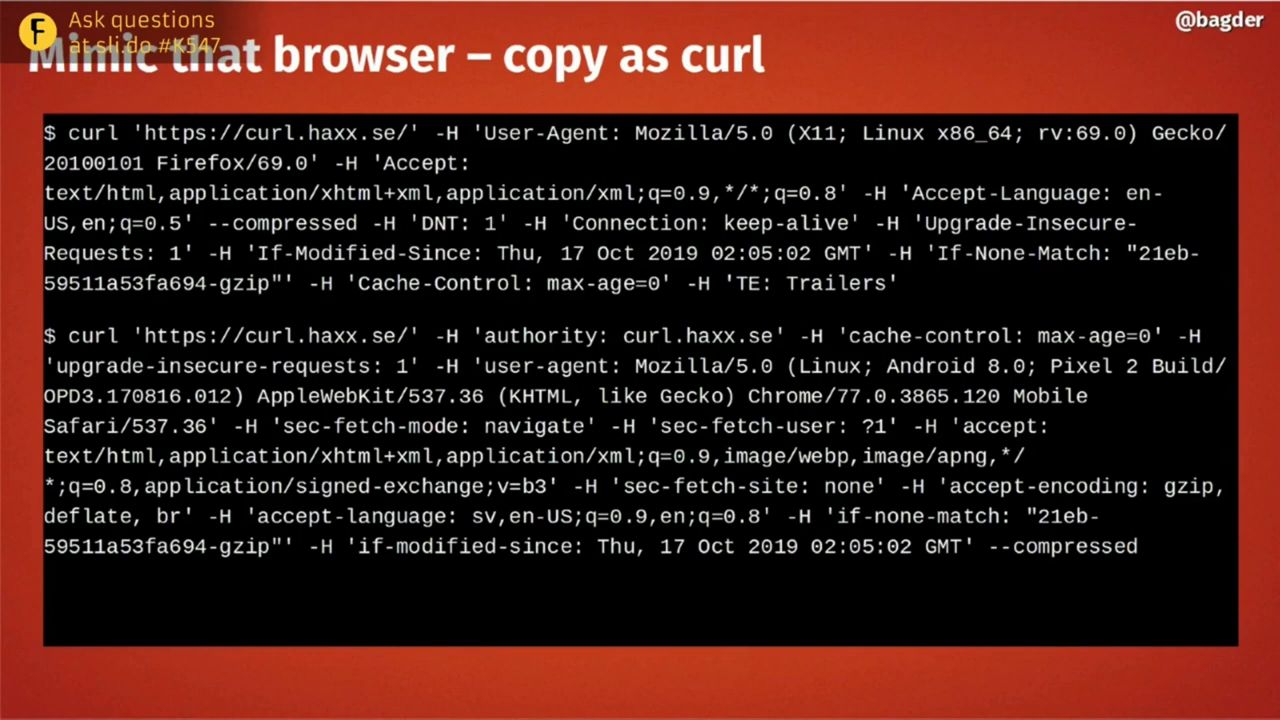 Ask questions
at sli.do #K547
@bagder
Mimic that browser – copy as curl
$ curl 'https://curl.haxx.se/' -H 'User-Agent: Mozilla/5.0 (X11; Linux x86_64; rv:69.0) Gecko/
20100101 Firefox/69.0' -H 'Accept:
text/html,application/xhtml+xml,application/xml;q=0.9,*/*;q=0.8' -H 'Accept-Language: en-
US,en;q=0.5' --compressed -H 'DNT: 1' -H 'Connection: keep-alive' -H 'Upgrade-Insecure-
Requests: 1' -H 'If-Modified-Since: Thu, 17 Oct 2019 02:05:02 GMT' -H 'If-None-Match: "21eb-
59511a53fa694-gzip"' -H 'Cache-Control: max-age=0' -H 'TE: Trailers'
$ curl 'https://curl.haxx.se/' -H 'authority: curl.haxx.se' -H 'cache-control: max-age=0' -H
'upgrade-insecure-requests: 1' -H 'user-agent: Mozilla/5.0 (Linux; Android 8.0; Pixel 2 Build/
OPD3.170816.012) AppleWebKit/537.36 (KHTML, like Gecko) Chrome/77.0.3865.120 Mobile
Safari/537.36' -H 'sec-fetch-mode: navigate' -H 'sec-fetch-user: ?1' -H 'accept:
text/html,application/xhtml+xml,application/xml;q=0.9,image/webp,image/apng,*/
*;q=0.8,application/signed-exchange;v=b3' -H 'sec-fetch-site: none' -H 'accept-encoding: gzip,
deflate, br' -H 'accept-language: sv,en-US;q=0.9,en;q=0.8' -H 'if-none-match: "21eb-
59511a53fa694-gzip"' -H 'if-modified-since: Thu, 17 Oct 2019 02:05:02 GMT' --compressed